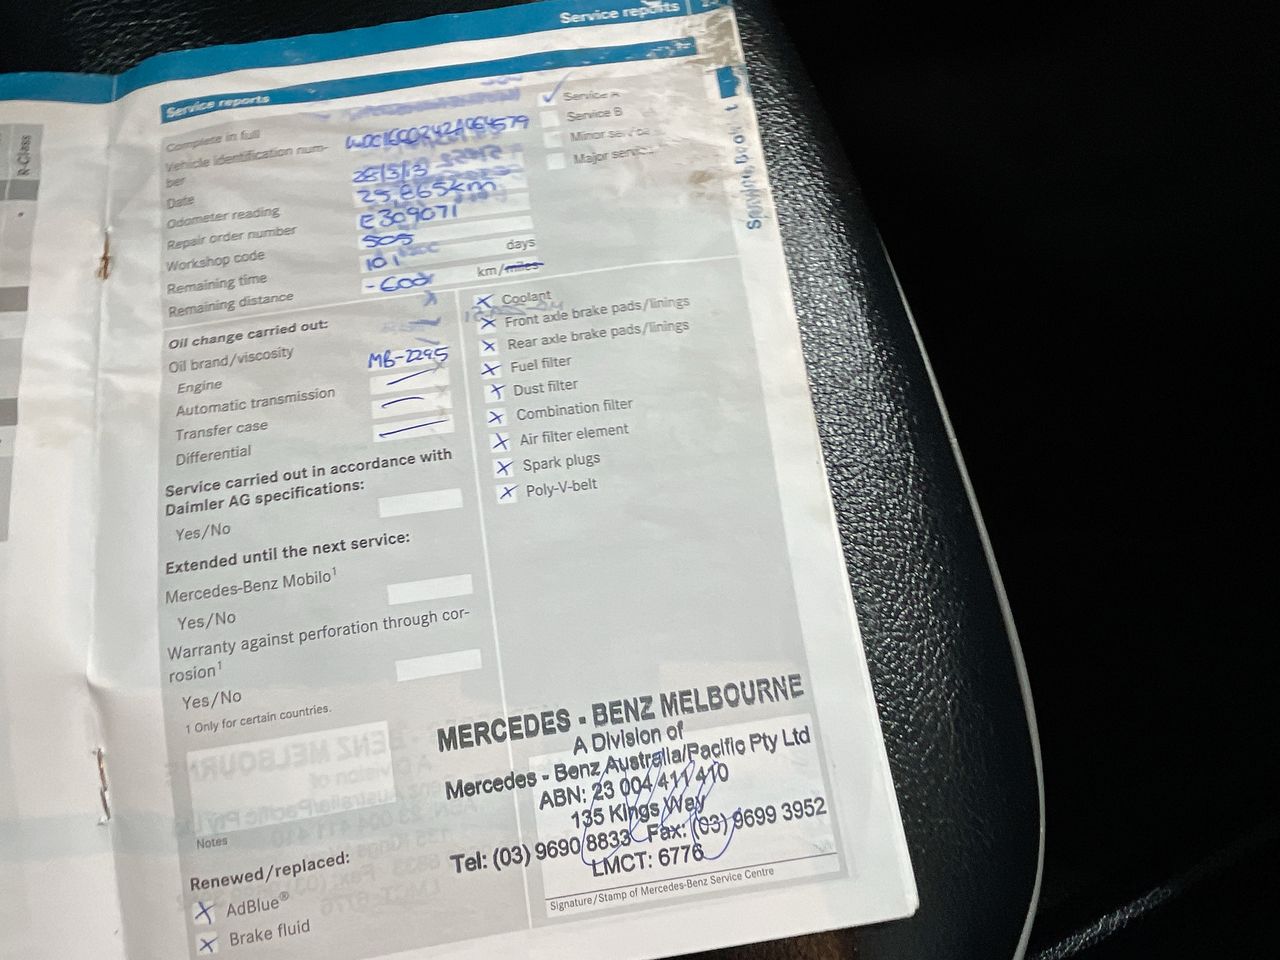 Service reports
Service reports
Complete in full
Vehicle identification num-
ber
Date
25,865km
Odometer reading
E309071
Repair order number
505
Workshop code
101
days
Remaining time
km/miles
Remaining distance
Service A
Service B
Minor service
Major service
Service Booklet
R-Class
Oil change carried out:
Oil brand/viscosity
MB-229.5
Engine
Automatic transmission
Transfer case
Differential
Service carried out in accordance with
Daimler AG specifications:
Yes/No
Extended until the next service:
Mercedes-Benz Mobilo¹
Yes/No
Warranty against perforation through cor-
rosion¹
Yes/No
1 Only for certain countries.
Notes
Renewed/replaced:
X AdBlue®
X Brake fluid
X Coolant
X Front axle brake pads/linings
X Rear axle brake pads/linings
X Fuel filter
X Dust filter
X Combination filter
X Air filter element
X Spark plugs
X Poly-V-belt
MERCEDES - BENZ MELBOURNE
A Division of
Mercedes - Benz Australia/Pacific Pty Ltd
ABN: 23 004 411 410
135 Kings Way
Tel: (03) 9690 8833 Fax: (03) 9699 3952
LMCT: 6776
Signature/Stamp of Mercedes-Benz Service Centre